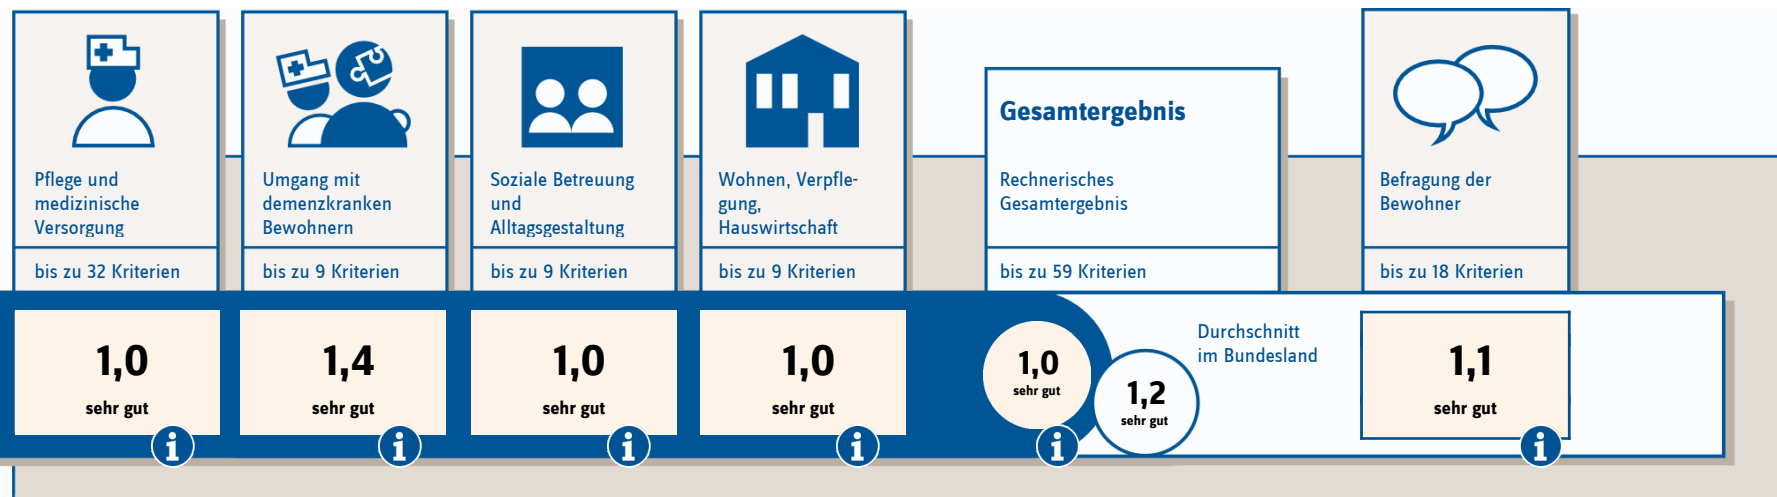 Pflege und
medizinische
Versorgung
bis zu 32 Kriterien
1,0
sehr gut
Umgang mit
demenzkranken
Bewohnern
bis zu 9 Kriterien
1,4
sehr gut
Soziale Betreuung
und
Alltagsgestaltung
bis zu 9 Kriterien
1,0
sehr gut
Wohnen, Verpfle-
gung,
Hauswirtschaft
bis zu 9 Kriterien
1,0
sehr gut
Gesamtergebnis
Rechnerisches
Gesamtergebnis
bis zu 59 Kriterien
1,0
sehr gut
1,2
sehr gut
Durchschnitt
im Bundesland
Befragung der
Bewohner
bis zu 18 Kriterien
1,1
sehr gut